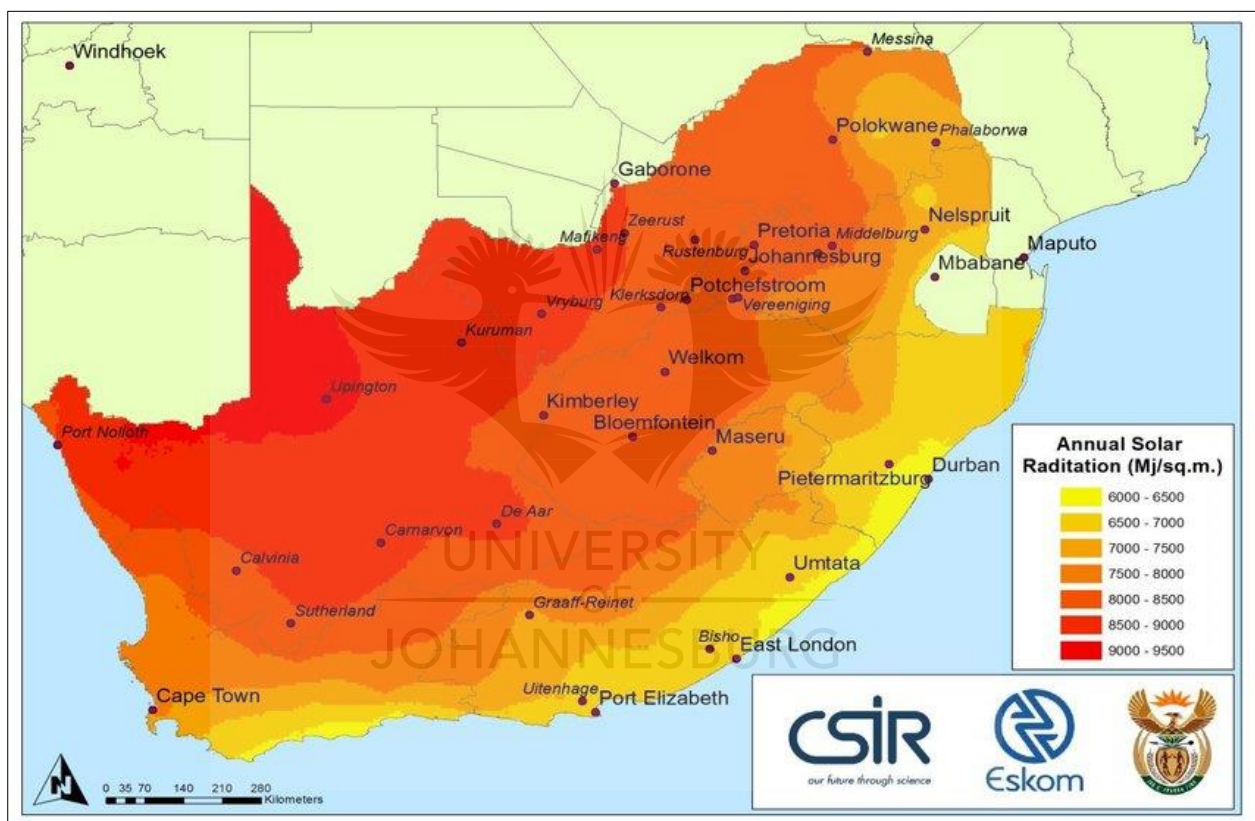 Messina
Windhoek
Polokwane
Phalaborwa
Gaborone
Zeerust
Nelspruit
Mafikeng
Pretoria
Middelburg
Rustenburg
Johannesburg
Maputo
Mbabane
Potchefstroom
Klerksdorp
Vereeniging
Vryburg
Kuruman
Welkom
Upington
Kimberley
Bloemfontein
Port Nolloth
Maseru
Pietermaritzburg
Durban
De Aar
Carnarvon
UNIVERSITY
Calvinia
Umtata
OF
Sutherland
Graaff-Reinet
JOHANNESBURG
Bisho
East London
Uitenhage
Cape Town
Port Elizabeth
Annual Solar
Raditation (Mj/sq.m.)
6000 - 6500
6500 - 7000
7000 - 7500
7500 - 8000
8000 - 8500
8500 - 9000
9000 - 9500
N
0 35 70 140 210 280
Kilometers
CSIR
our future through science
Eskom